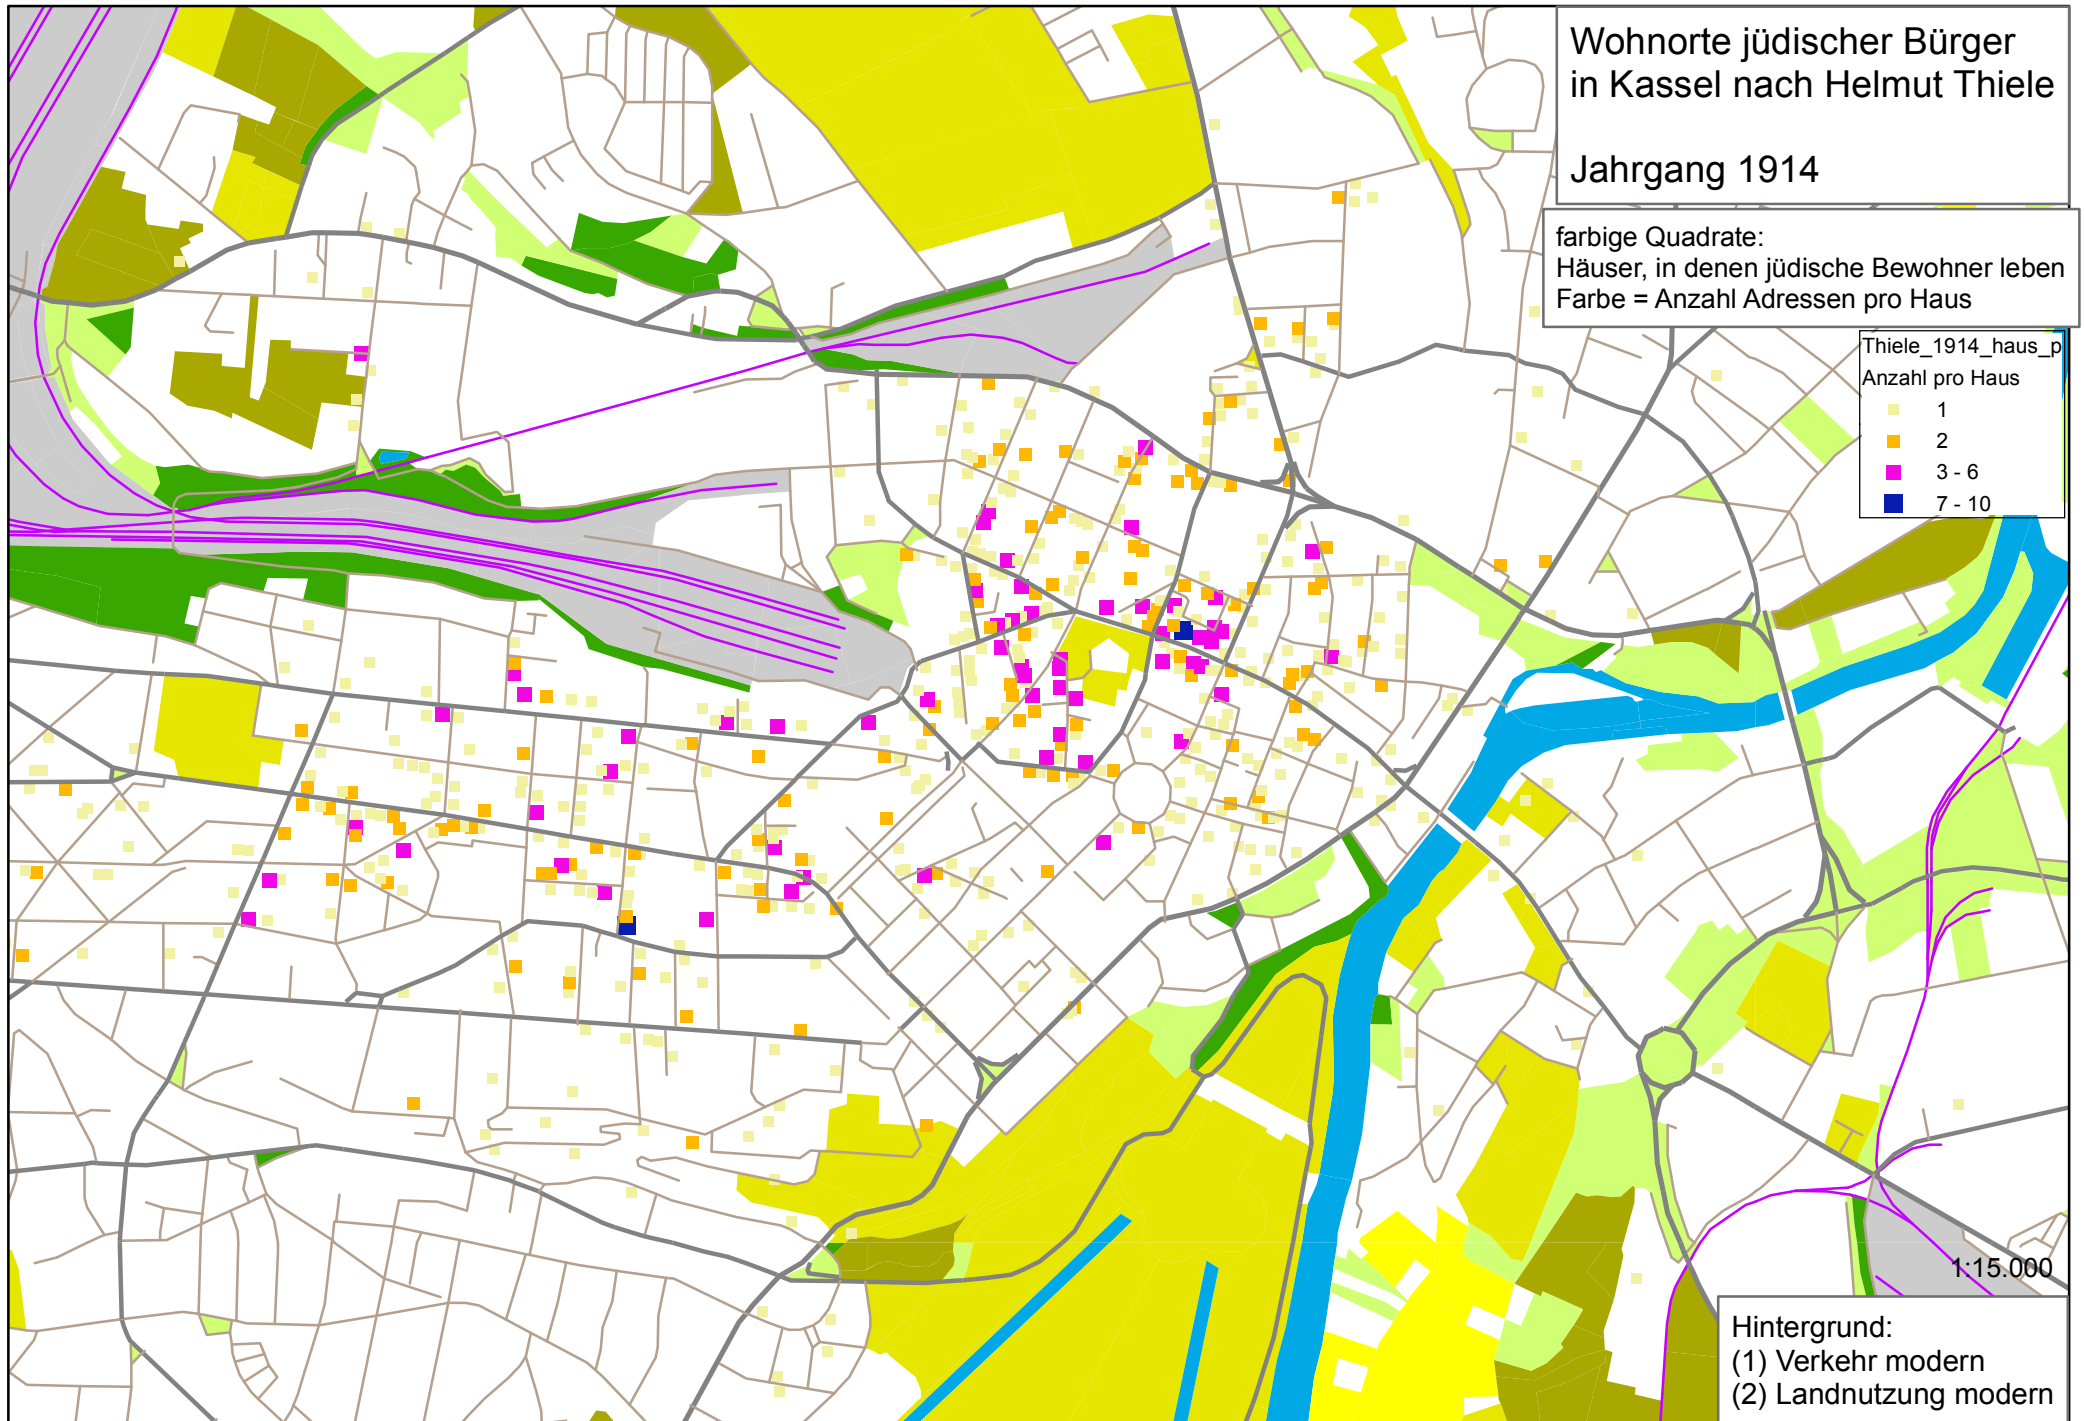 Wohnorte jüdischer Bürger
in Kassel nach Helmut Thiele
Jahrgang 1914
farbige Quadrate:
Häuser, in denen jüdische Bewohner leben
Farbe = Anzahl Adressen pro Haus
Thiele_1914_haus_p
Anzahl pro Haus
1
2
3 - 6
7 - 10
1:15.000
Hintergrund:
(1) Verkehr modern
(2) Landnutzung modern